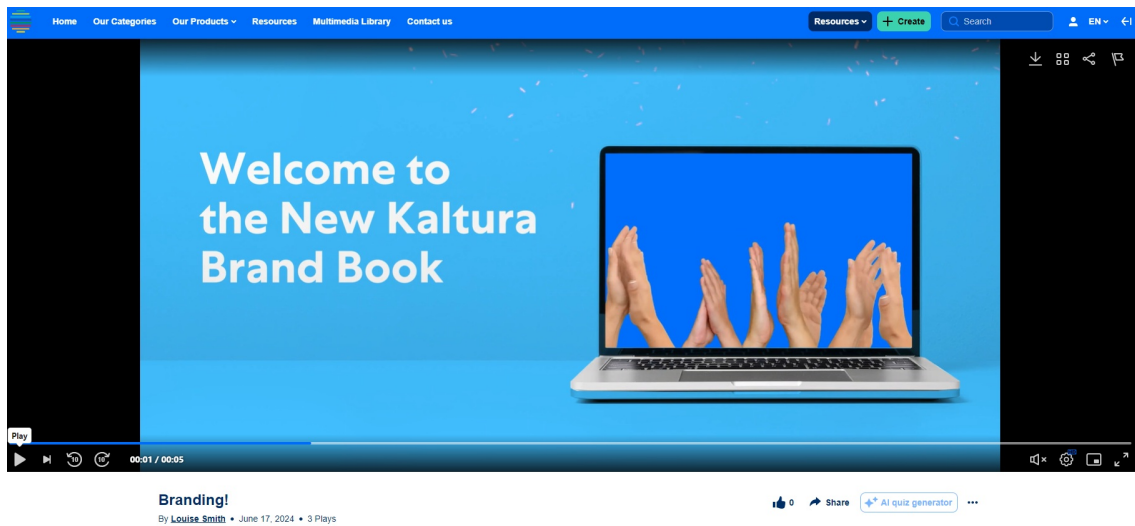 Home Our Categories Our Products Resources Multimedia Library Contact us Resources + Create Search EN
Welcome to
the New Kaltura
Brand Book
Play
10 10 00:01 / 00:05
Branding!
0 Share AI quiz generator
By Louise Smith • June 17, 2024 • 3 Plays